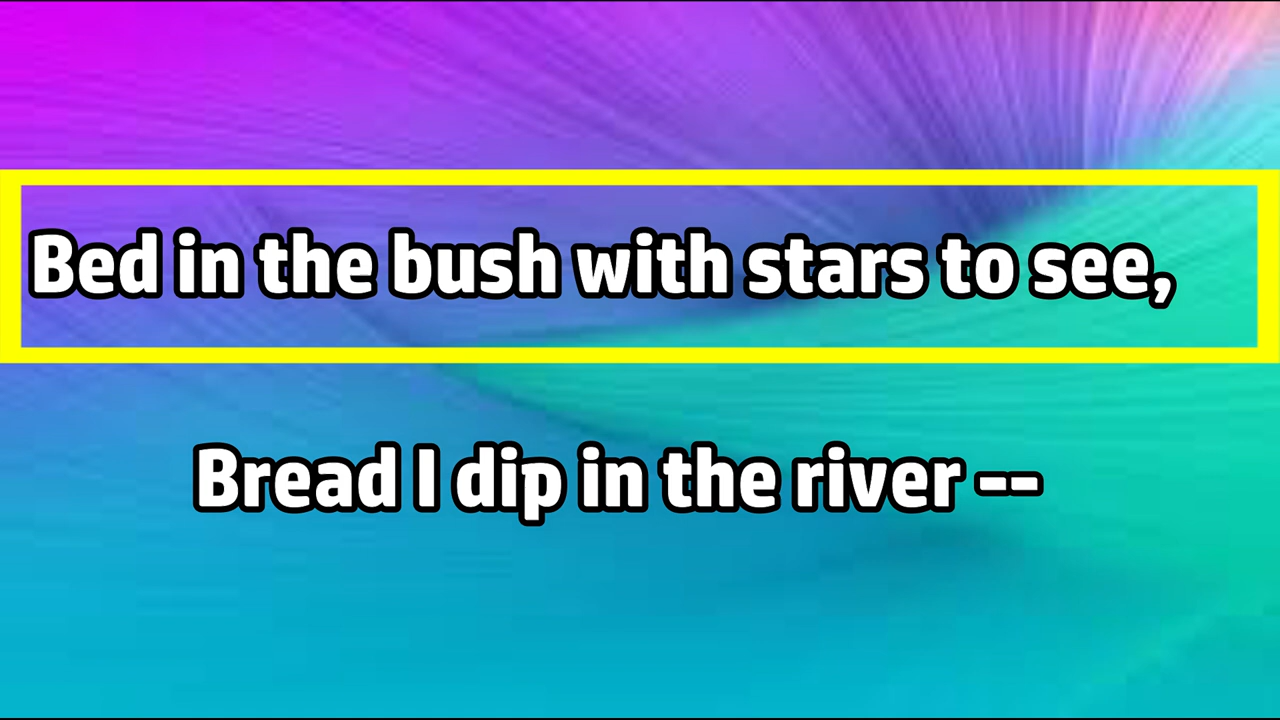 Bed in the bush with stars to see,
Bread I dip in the river --